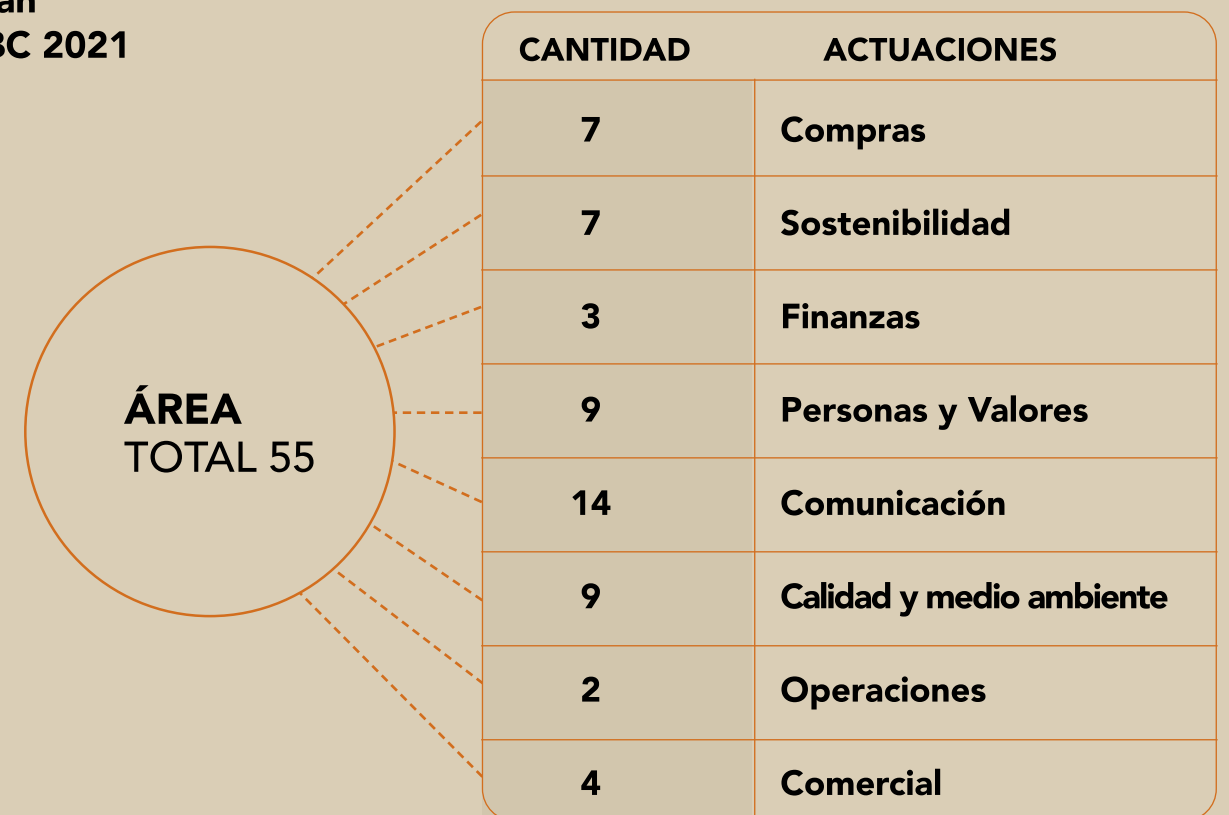 2021
CANTIDAD ACTUACIONES
7 Compras
7 Sostenibilidad
3 Finanzas
9 Personas y Valores
ÁREA
TOTAL 55
14 Comunicación
9 Calidad y medio ambiente
2 Operaciones
4 Comercial